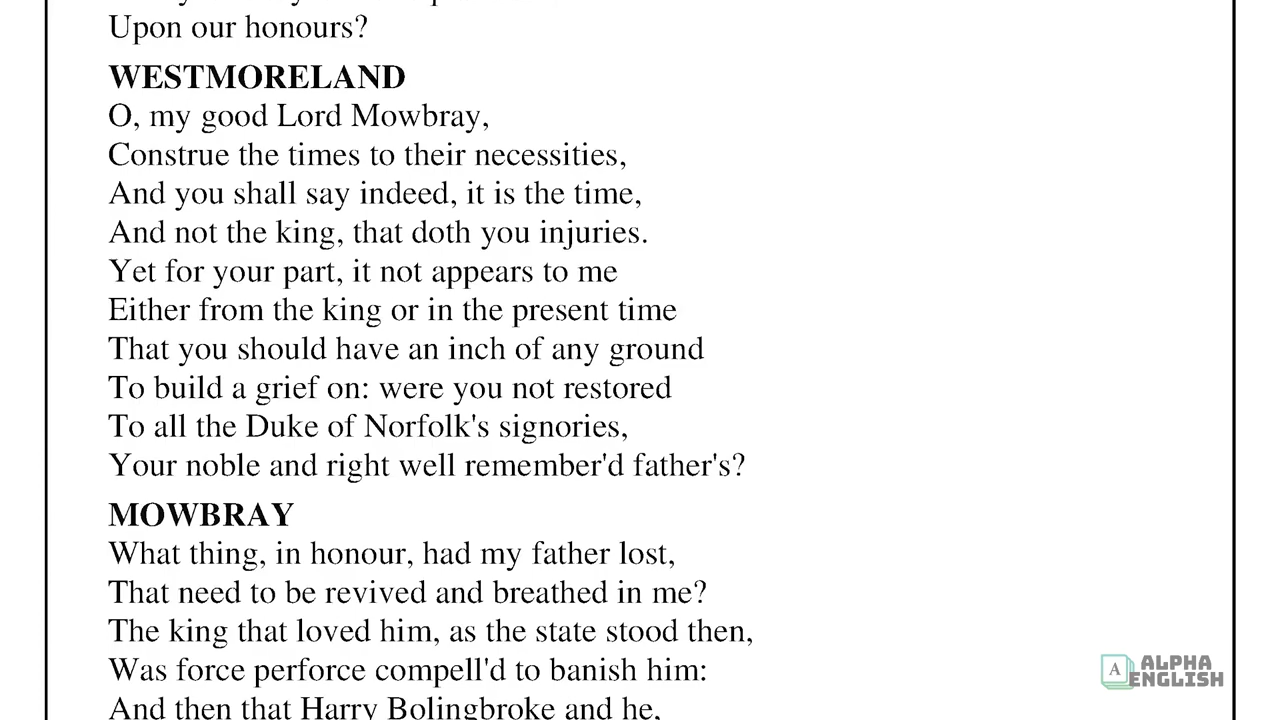 Upon our honours?
WESTMORELAND
O, my good Lord Mowbray,
Construe the times to their necessities,
And you shall say indeed, it is the time,
And not the king, that doth you injuries.
Yet for your part, it not appears to me
Either from the king or in the present time
That you should have an inch of any ground
To build a grief on: were you not restored
To all the Duke of Norfolk's signories,
Your noble and right well remember'd father's?
MOWBRAY
What thing, in honour, had my father lost,
That need to be revived and breathed in me?
The king that loved him, as the state stood then,
Was force perforce compell'd to banish him:
And then that Harry Bolingbroke and he,
A ALPHA
ENGLISH